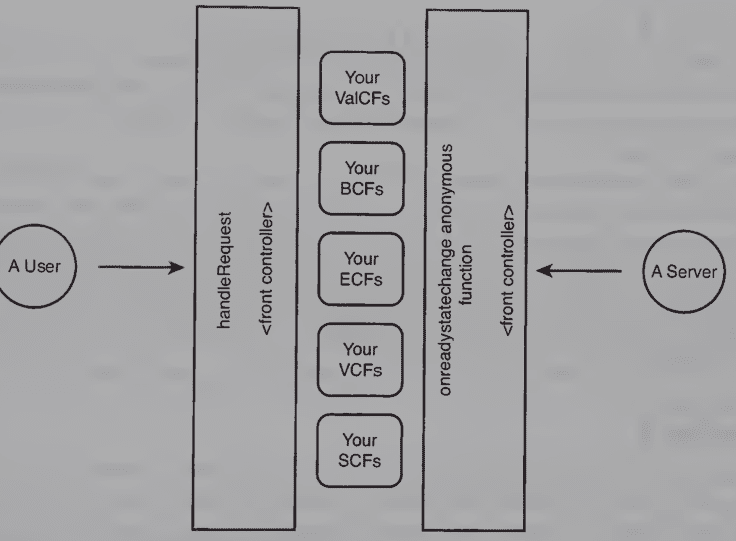 A User
handleRequest
<front controller>
Your
ValCFs
Your
BCFs
Your
ECFs
Your
VCFs
Your
SCFs
onreadystatechange anonymous
function
<front controller>
A Server